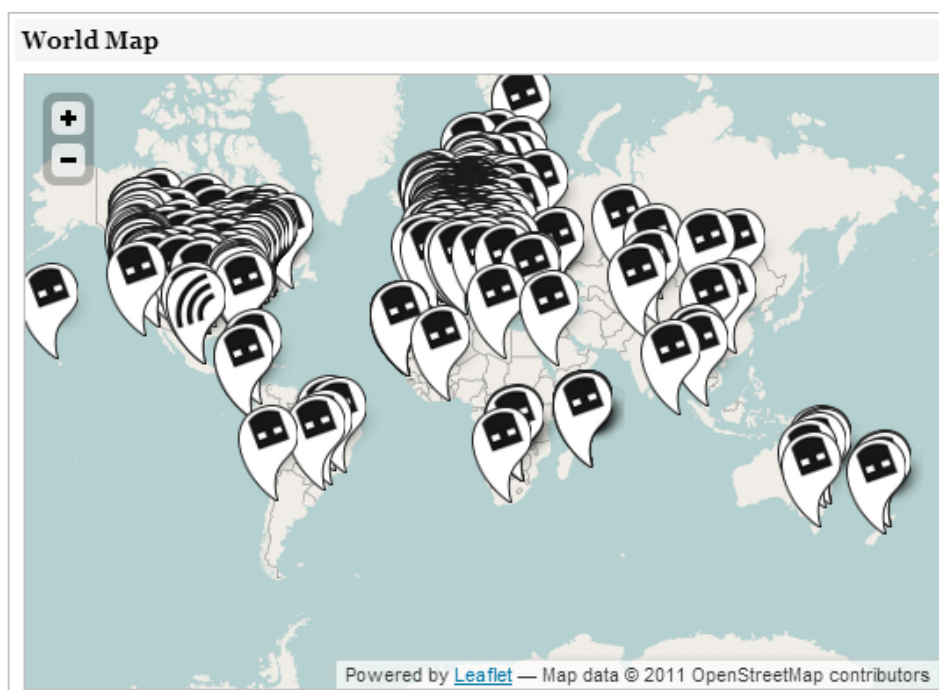 World Map
+
−
Powered by Leaflet — Map data © 2011 OpenStreetMap contributors